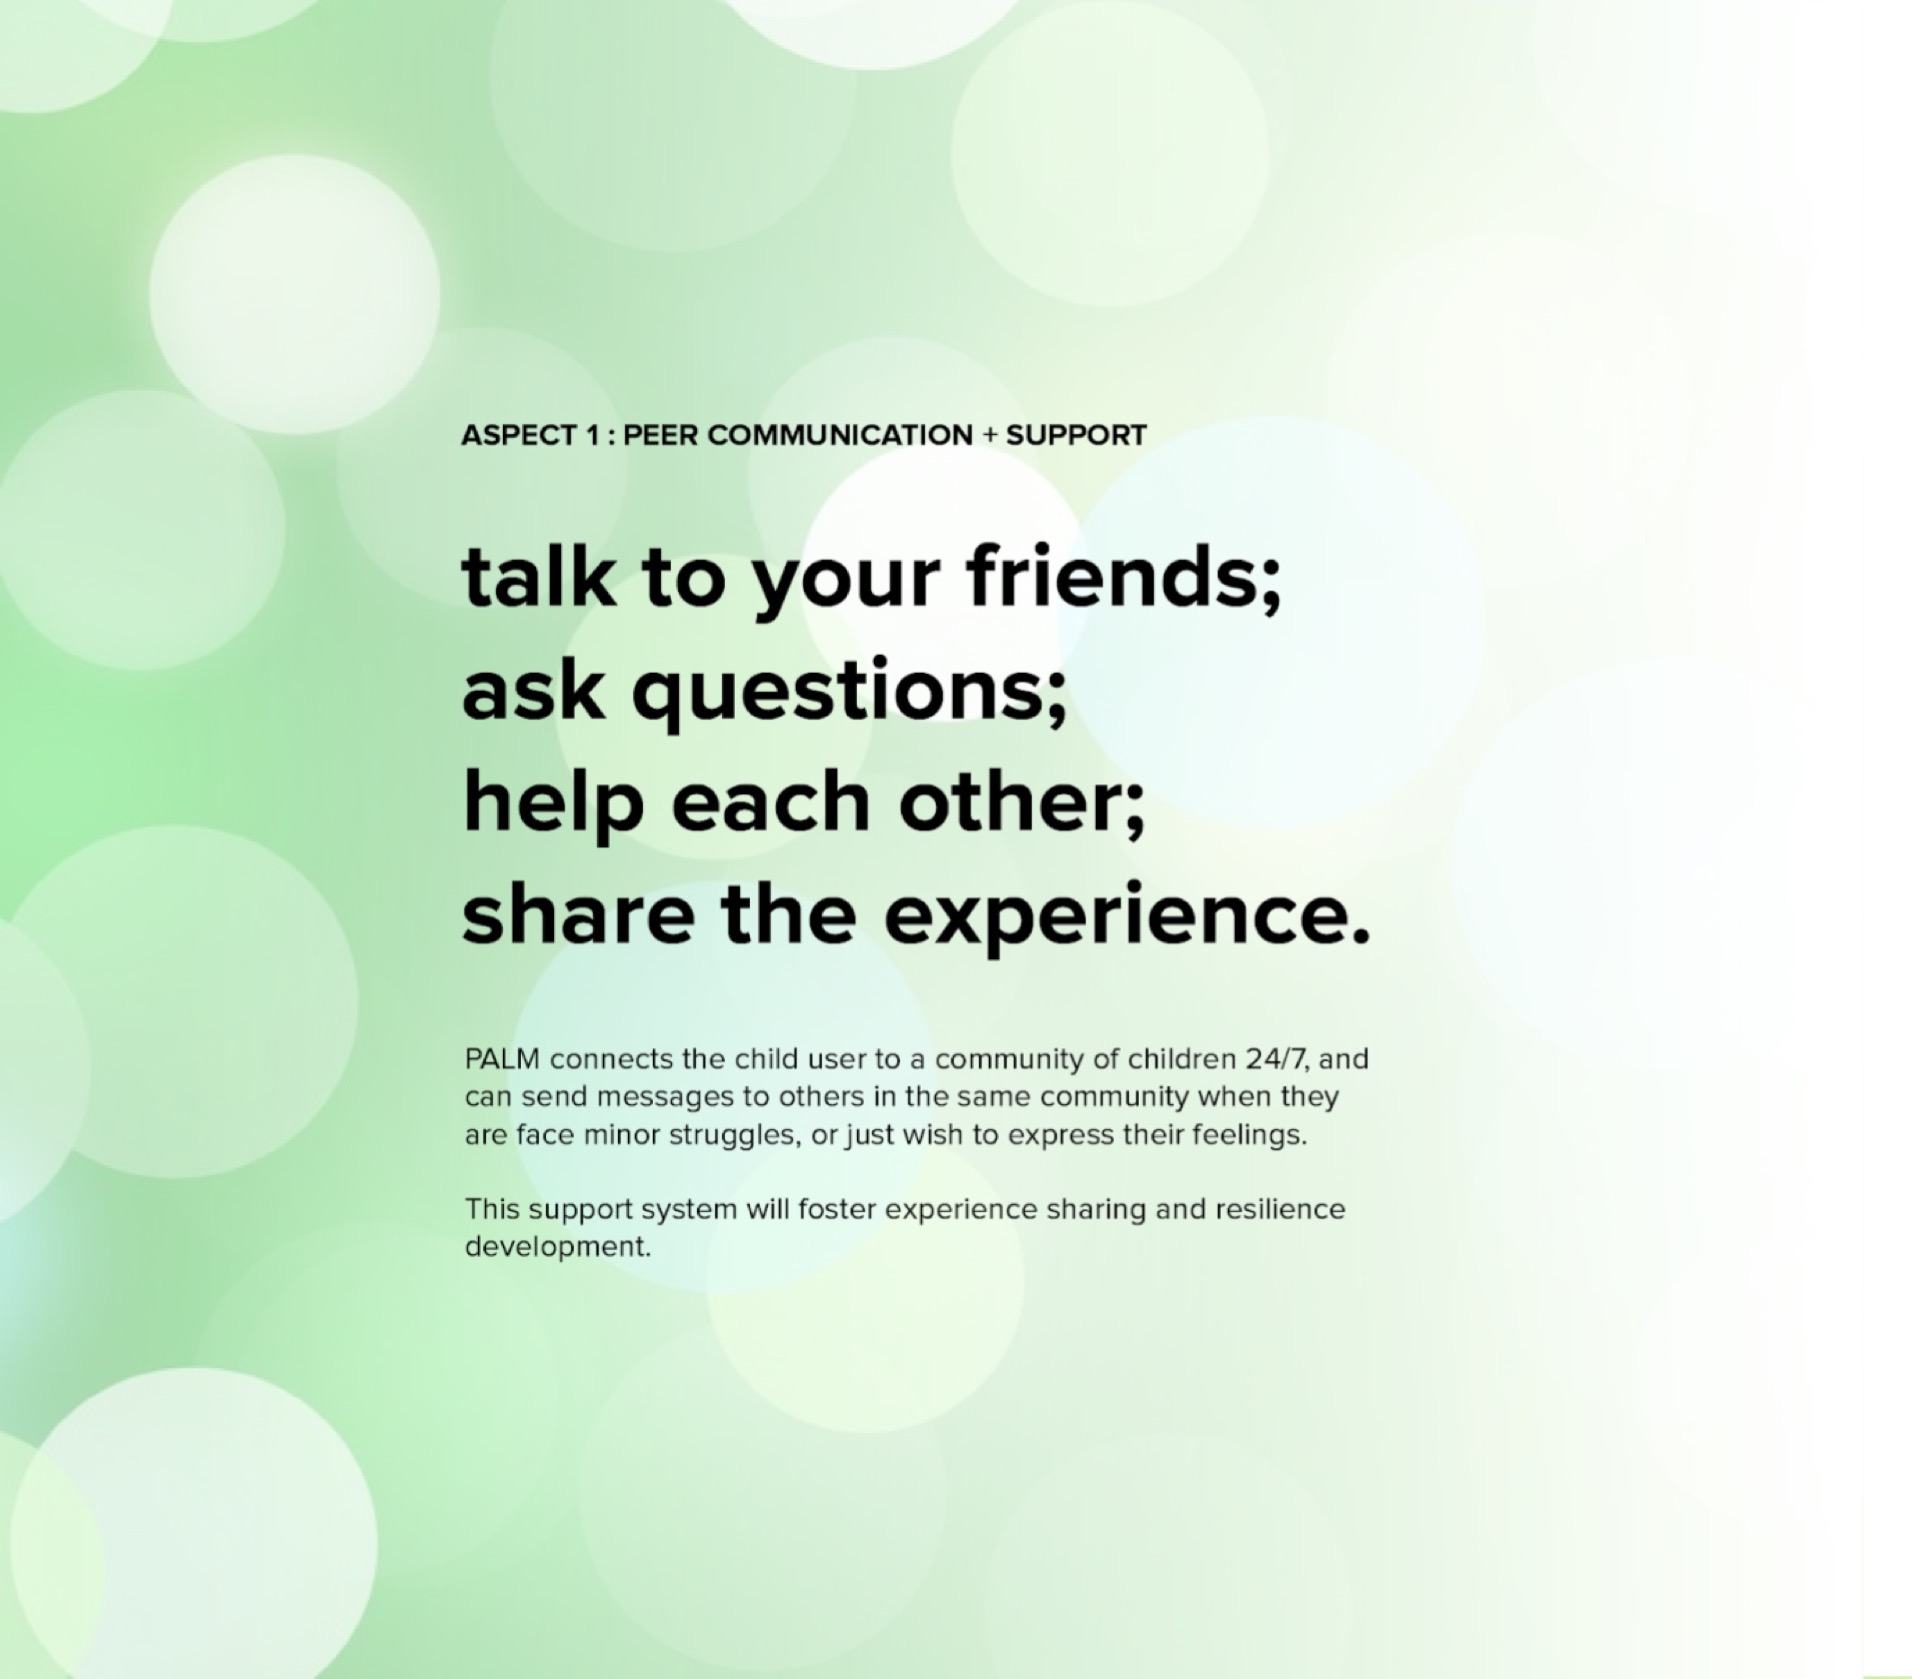 ASPECT 1 : PEER COMMUNICATION + SUPPORT
talk to your friends;
ask questions;
help each other;
share the experience.
PALM connects the child user to a community of children 24/7, and
can send messages to others in the same community when they
are face minor struggles, or just wish to express their feelings.
This support system will foster experience sharing and resilience
development.